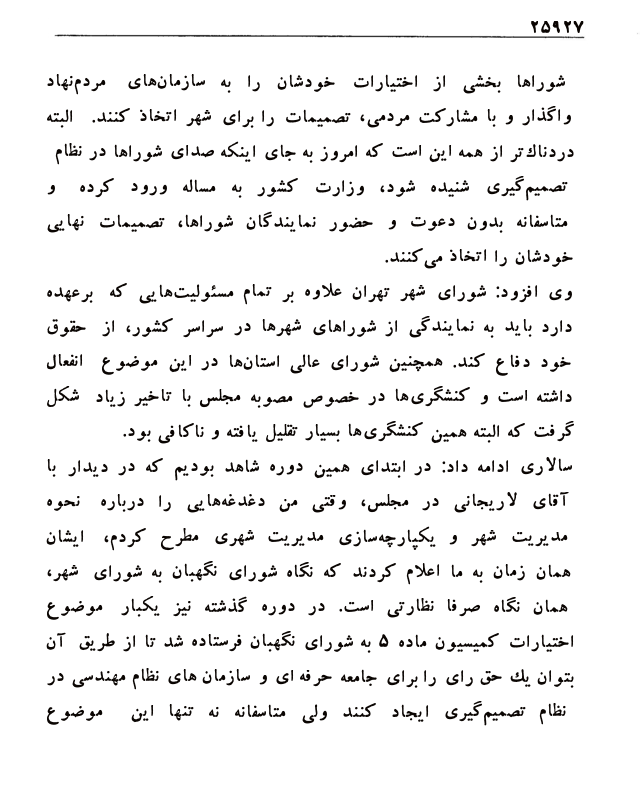 ۲۵۹۲۷
شوراها بخشی از اختیارات خودشان را به سازمان‌های مردم‌نهاد
واگذار و با مشارکت مردمی، تصمیمات را برای شهر اتخاذ کنند. البته
دردناك‌تر از همه این است که امروز به جای اینکه صدای شوراها در نظام
تصمیم‌گیری شنیده شود، وزارت کشور به مساله ورود کرده و
متاسفانه بدون دعوت و حضور نمایندگان شوراها، تصمیمات نهایی
خودشان را اتخاذ می‌کنند.
وی افزود: شورای شهر تهران علاوه بر تمام مسئولیت‌هایی که برعهده
دارد باید به نمایندگی از شوراهای شهرها در سراسر کشور، از حقوق
خود دفاع کند. همچنین شورای عالی استان‌ها در این موضوع انفعال
داشته است و کنشگری‌ها در خصوص مصوبه مجلس با تاخیر زیاد شکل
گرفت که البته همین کنشگری‌ها بسیار تقلیل یافته و ناکافی بود.
سالاری ادامه داد: در ابتدای همین دوره شاهد بودیم که در دیدار با
آقای لاریجانی در مجلس، وقتی من دغدغه‌هایی را درباره نحوه
مدیریت شهر و یکپارچه‌سازی مدیریت شهری مطرح کردم، ایشان
همان زمان به ما اعلام کردند که نگاه شورای نگهبان به شورای شهر،
همان نگاه صرفا نظارتی است. در دوره گذشته نیز یکبار موضوع
اختیارات کمیسیون ماده ۵ به شورای نگهبان فرستاده شد تا از طریق آن
بتوان یك حق رای را برای جامعه حرفه ای و سازمان های نظام مهندسی در
نظام تصمیم‌گیری ایجاد کنند ولی متاسفانه نه تنها این موضوع